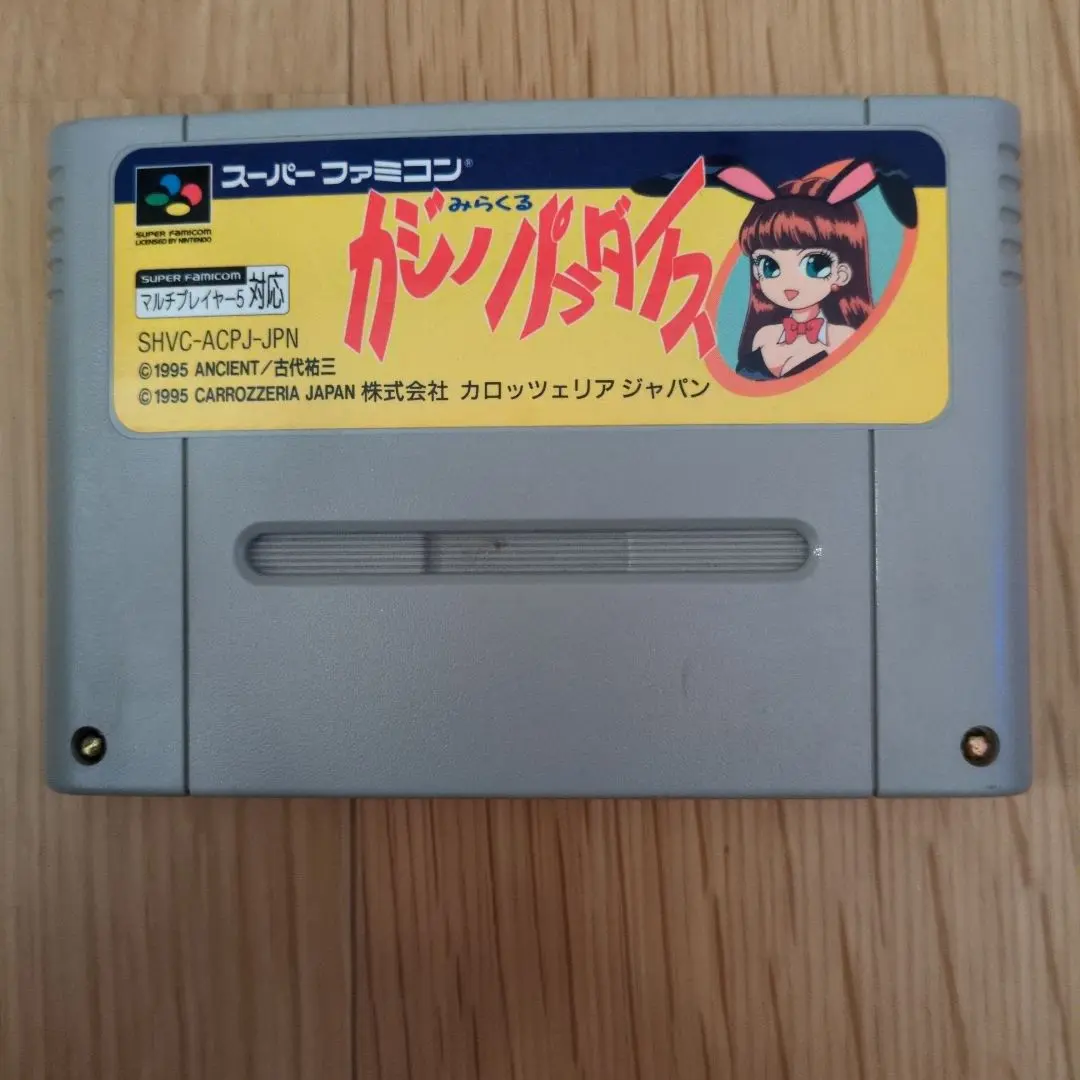 スーパーファミコン®
SUPER FAMICOM
LICENSED BY NINTENDO
みらくる
カジノパラダイス
SUPER FAMICOM
マルチプレイヤー5 対応
SHVC-ACPJ-JPN
©1995 ANCIENT/古代祐三
©1995 CARROZZERIA JAPAN 株式会社 カロッツェリア ジャパン